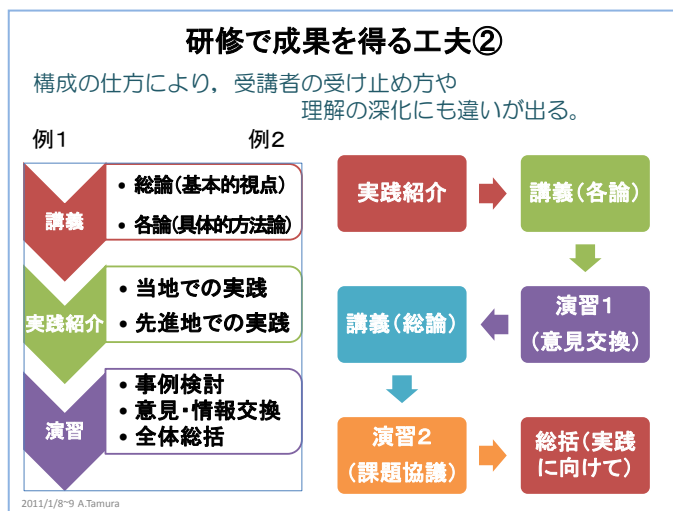 研修で成果を得る工夫②
構成の仕方により，受講者の受け止め方や
理解の深化にも違いが出る。
例１
例２
講義
• 総論(基本的視点)
• 各論(具体的方法論)
実践紹介
• 当地での実践
• 先進地での実践
演習
• 事例検討
• 意見・情報交換
• 全体総括
実践紹介
講義(各論)
演習１
(意見交換)
講義(総論)
演習２
(課題協議)
総括(実践
に向けて)
2011/1/8~9 A.Tamura